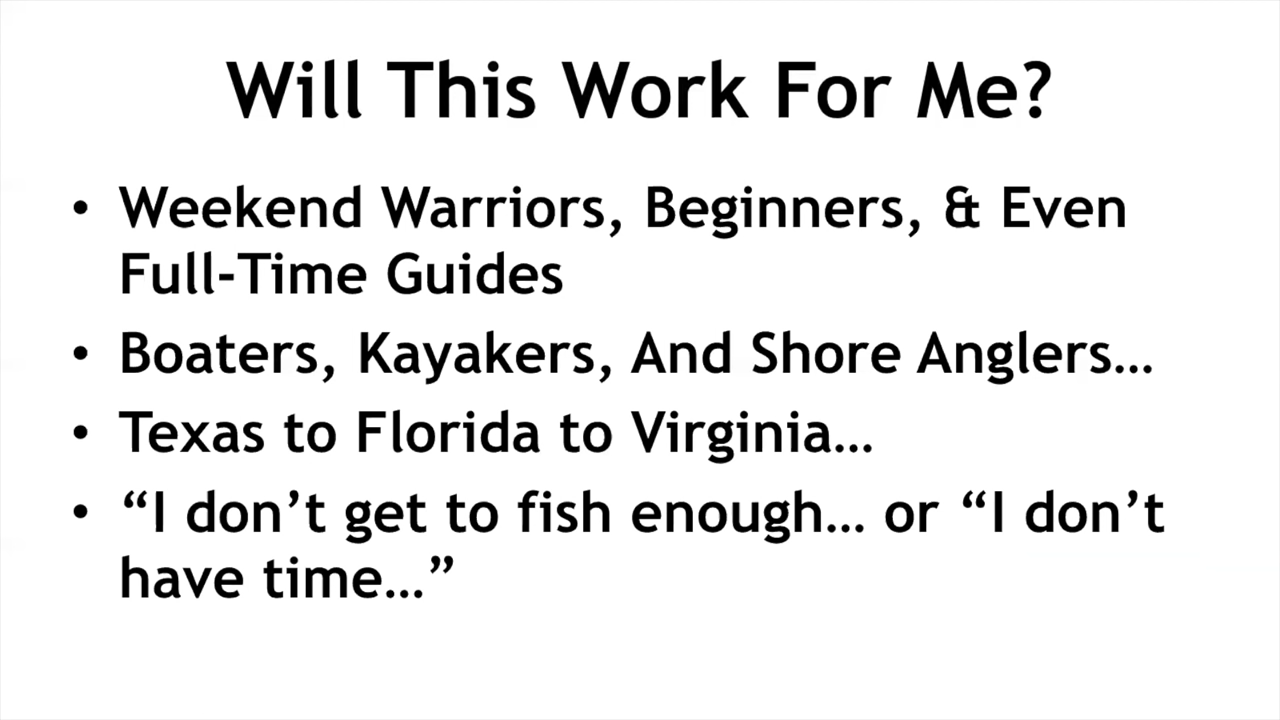 Will This Work For Me?
• Weekend Warriors, Beginners, & Even
Full-Time Guides
• Boaters, Kayakers, And Shore Anglers…
• Texas to Florida to Virginia…
• “I don’t get to fish enough… or “I don’t
have time…”